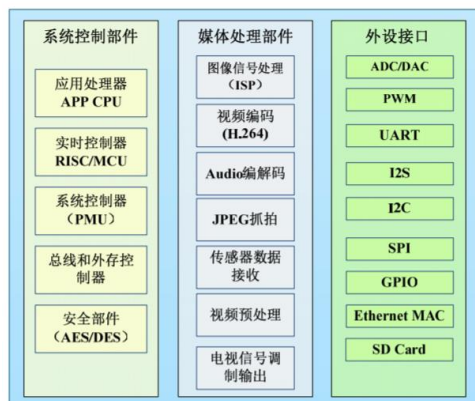 系统控制部件
应用处理器
APP CPU
实时控制器
RISC/MCU
系统控制器
（PMU）
总线和外存控
制器
安全部件
（AES/DES）
媒体处理部件
图像信号处理
（ISP）
视频编码
(H.264)
Audio编解码
JPEG抓拍
传感器数据
接收
视频预处理
电视信号调
制输出
外设接口
ADC/DAC
PWM
UART
I2S
I2C
SPI
GPIO
Ethernet MAC
SD Card